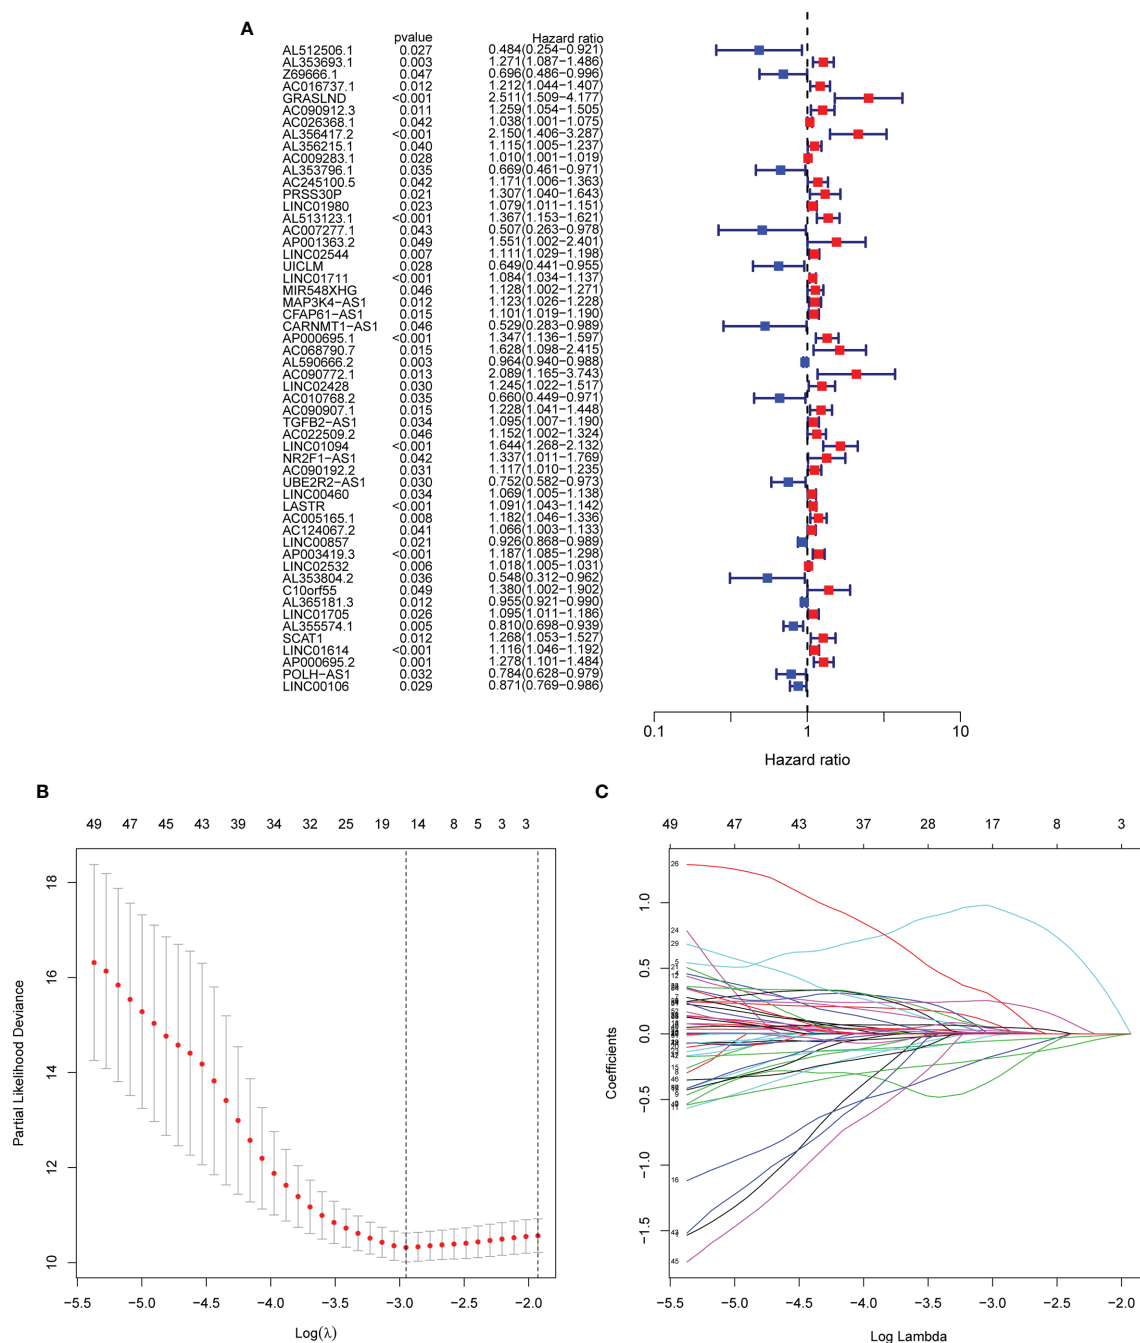 A
pvalue Hazard ratio
AL512506.1 0.027 0.484(0.254−0.921)
AL353693.1 0.003 1.271(1.087−1.486)
Z69666.1 0.047 0.696(0.486−0.996)
AC016737.1 0.012 1.212(1.044−1.407)
GRASLND <0.001 2.511(1.509−4.177)
AC090912.3 0.011 1.259(1.054−1.505)
AC026368.1 0.042 1.038(1.001−1.075)
AL356417.2 <0.001 2.150(1.406−3.287)
AL356215.1 0.040 1.115(1.005−1.237)
AC009283.1 0.028 1.010(1.001−1.019)
AL353796.1 0.035 0.669(0.461−0.971)
AC245100.5 0.042 1.171(1.006−1.363)
PRSS30P 0.021 1.307(1.040−1.643)
LINC01980 0.023 1.079(1.011−1.151)
AL513123.1 <0.001 1.367(1.153−1.621)
AC007277.1 0.043 0.507(0.263−0.978)
AP001363.2 0.049 1.551(1.002−2.401)
LINC02544 0.007 1.111(1.029−1.198)
UICLM 0.028 0.649(0.441−0.955)
LINC01711 <0.001 1.084(1.034−1.137)
MIR548XHG 0.046 1.128(1.002−1.271)
MAP3K4−AS1 0.012 1.123(1.026−1.228)
CFAP61−AS1 0.015 1.101(1.019−1.190)
CARNMT1−AS1 0.046 0.529(0.283−0.989)
AP000695.1 <0.001 1.347(1.136−1.597)
AC068790.7 0.015 1.628(1.098−2.415)
AL590666.2 0.003 0.964(0.940−0.988)
AC090772.1 0.013 2.089(1.165−3.743)
LINC02428 0.030 1.245(1.022−1.517)
AC010768.2 0.035 0.660(0.449−0.971)
AC090907.1 0.015 1.228(1.041−1.448)
TGFB2−AS1 0.034 1.095(1.007−1.190)
AC022509.2 0.046 1.152(1.002−1.324)
LINC01094 <0.001 1.644(1.268−2.132)
NR2F1−AS1 0.042 1.337(1.011−1.769)
AC090192.2 0.031 1.117(1.010−1.235)
UBE2R2−AS1 0.030 0.752(0.582−0.973)
LINC00460 0.034 1.069(1.005−1.138)
LASTR <0.001 1.091(1.043−1.142)
AC005165.1 0.008 1.182(1.046−1.336)
AC124067.2 0.041 1.066(1.003−1.133)
LINC00857 0.021 0.926(0.868−0.989)
AP003419.3 <0.001 1.187(1.085−1.298)
LINC02532 0.006 1.018(1.005−1.031)
AL353804.2 0.036 0.548(0.312−0.962)
C10orf55 0.049 1.380(1.002−1.902)
AL365181.3 0.012 0.955(0.921−0.990)
LINC01705 0.026 1.095(1.011−1.186)
AL355574.1 0.005 0.810(0.698−0.939)
SCAT1 0.012 1.268(1.053−1.527)
LINC01614 <0.001 1.116(1.046−1.192)
AP000695.2 0.001 1.278(1.101−1.484)
POLH−AS1 0.032 0.784(0.628−0.979)
LINC00106 0.029 0.871(0.769−0.986)
0.1 1 10
Hazard ratio
B
49 47 45 43 39 34 32 25 19 14 8 5 3 3
18
16
14
12
10
Partial Likelihood Deviance
−5.5 −5.0 −4.5 −4.0 −3.5 −3.0 −2.5 −2.0
Log(λ)
C
49 47 43 37 28 17 8 3
1.0
0.5
0.0
−0.5
−1.0
−1.5
Coefficients
26
24
29
16
45
−5.5 −5.0 −4.5 −4.0 −3.5 −3.0 −2.5 −2.0
Log Lambda